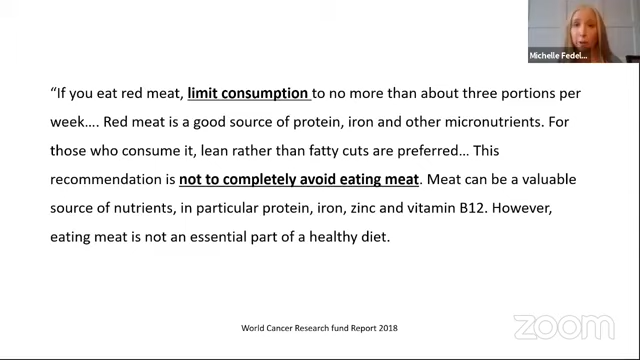 Michelle Fedel...
“If you eat red meat, limit consumption to no more than about three portions per
week…. Red meat is a good source of protein, iron and other micronutrients. For
those who consume it, lean rather than fatty cuts are preferred… This
recommendation is not to completely avoid eating meat. Meat can be a valuable
source of nutrients, in particular protein, iron, zinc and vitamin B12. However,
eating meat is not an essential part of a healthy diet.
World Cancer Research fund Report 2018
zoom